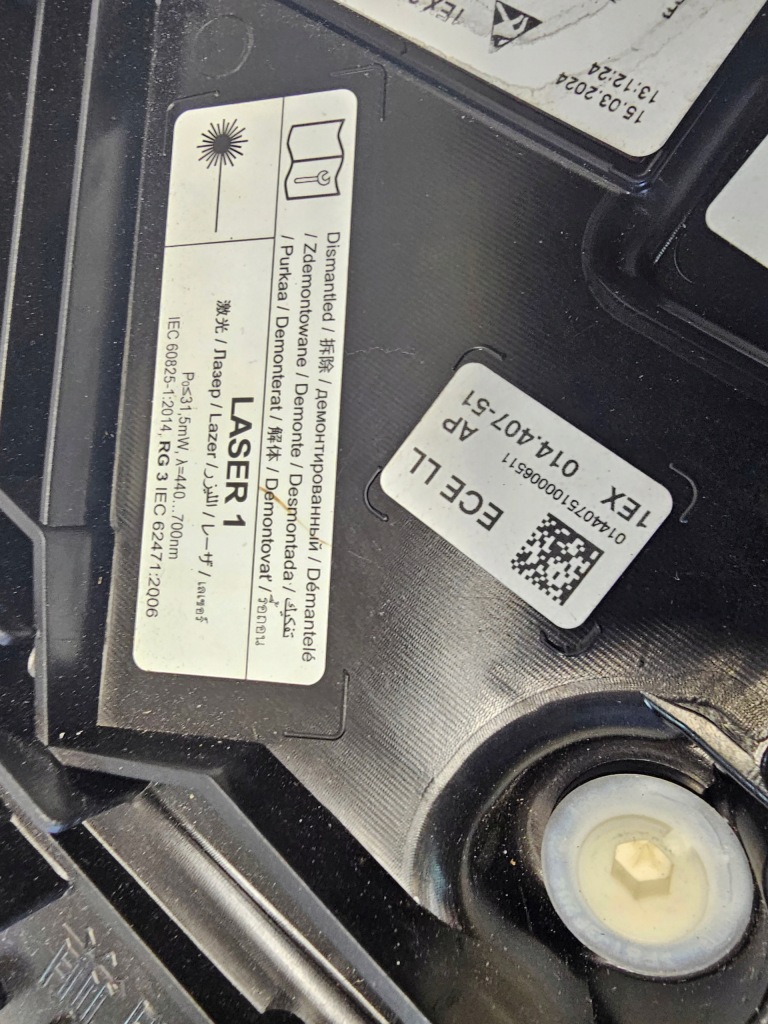 Dismantled / 拆除 / демонтированный / Démantelé
/ Zdemontowane / Demonte / Desmontada / تفكيك
/ Purkaa / Demonterat / 解体 / Demontovať / รื้อถอน
LASER 1
激光 / Лазер / Lazer / الليزر / レーザ / เลเซอร์
P₀≤31,5mW, λ=440...700nm
IEC 60825-1:2014, RG 3 IEC 62471:2006
1EX
15.03.2024
13:12:24
ECE LL AP
1EX 014.407-51
0144075100006511